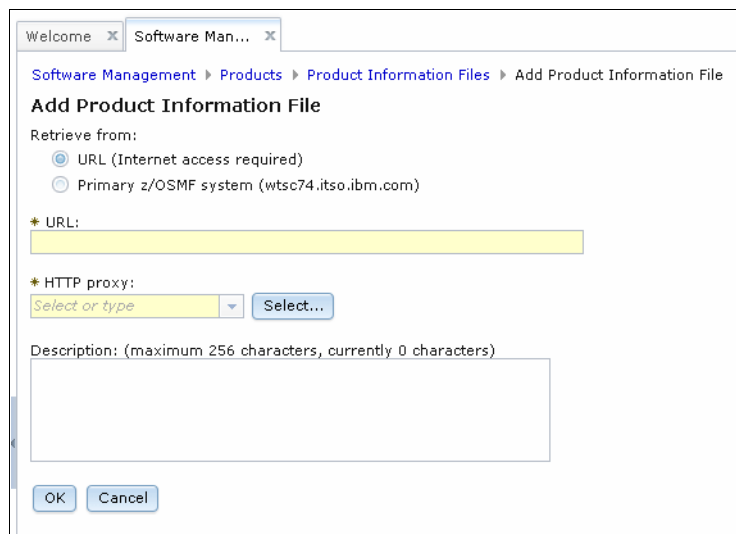 Welcome X Software Man... X
Software Management ▶ Products ▶ Product Information Files ▶ Add Product Information File
Add Product Information File
Retrieve from:
URL (Internet access required)
Primary z/OSMF system (wtsc74.itso.ibm.com)
* URL:
* HTTP proxy:
Select or type Select...
Description: (maximum 256 characters, currently 0 characters)
OK Cancel